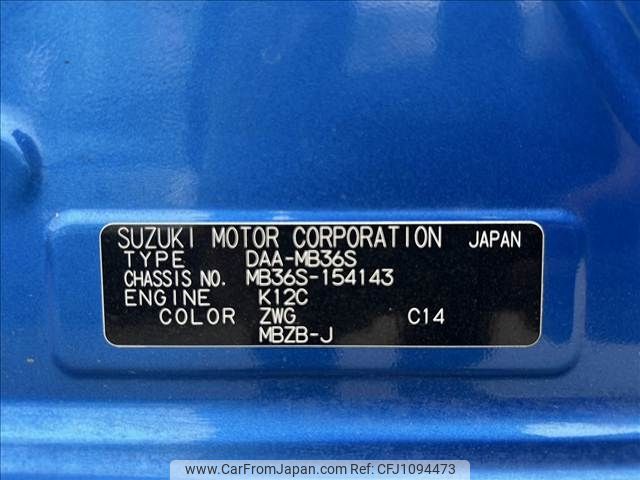 SUZUKI MOTOR CORPORATION JAPAN
TYPE DAA-MB36S
CHASSIS NO. MB36S-154143
ENGINE K12C
COLOR ZWG C14
MBZB-J
www.CarFromJapan.com | Ref. No: CFJ1094473